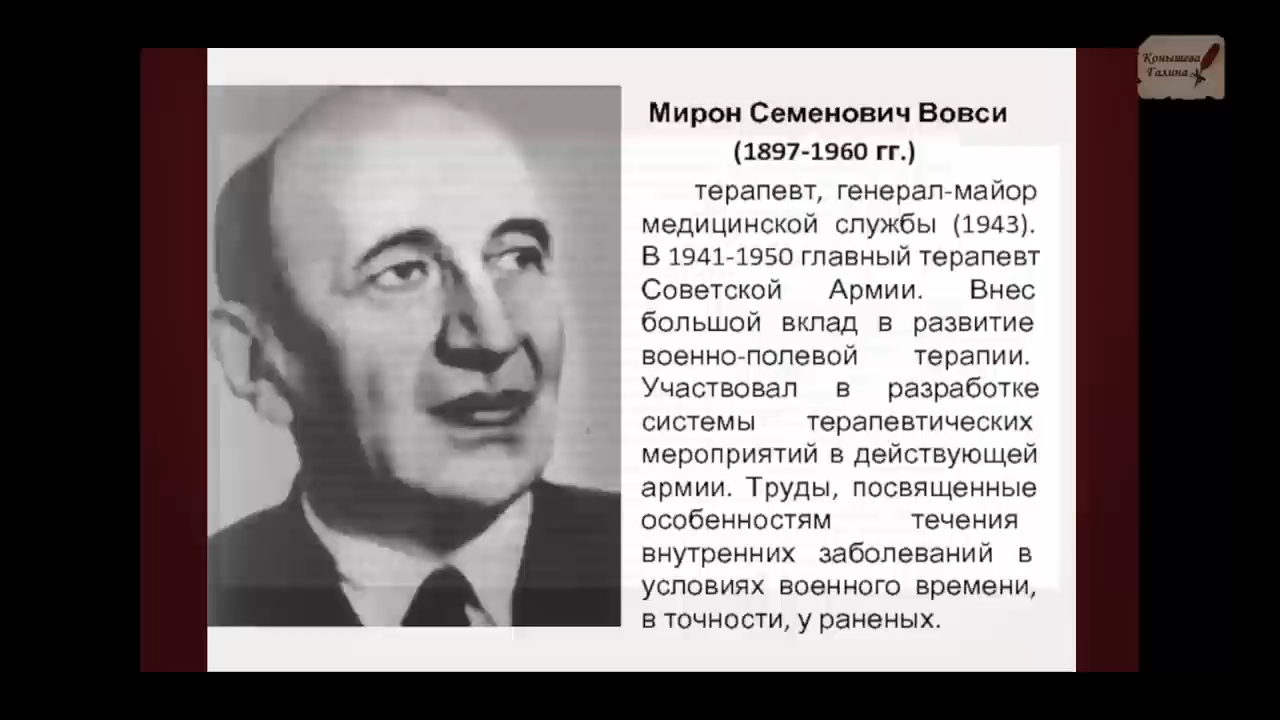 Конышева
Галина
Мирон Семенович Вовси
(1897-1960 гг.)
терапевт, генерал-майор
медицинской службы (1943).
В 1941-1950 главный терапевт
Советской Армии. Внес
большой вклад в развитие
военно-полевой терапии.
Участвовал в разработке
системы терапевтических
мероприятий в действующей
армии. Труды, посвященные
особенностям течения
внутренних заболеваний в
условиях военного времени,
в точности, у раненых.